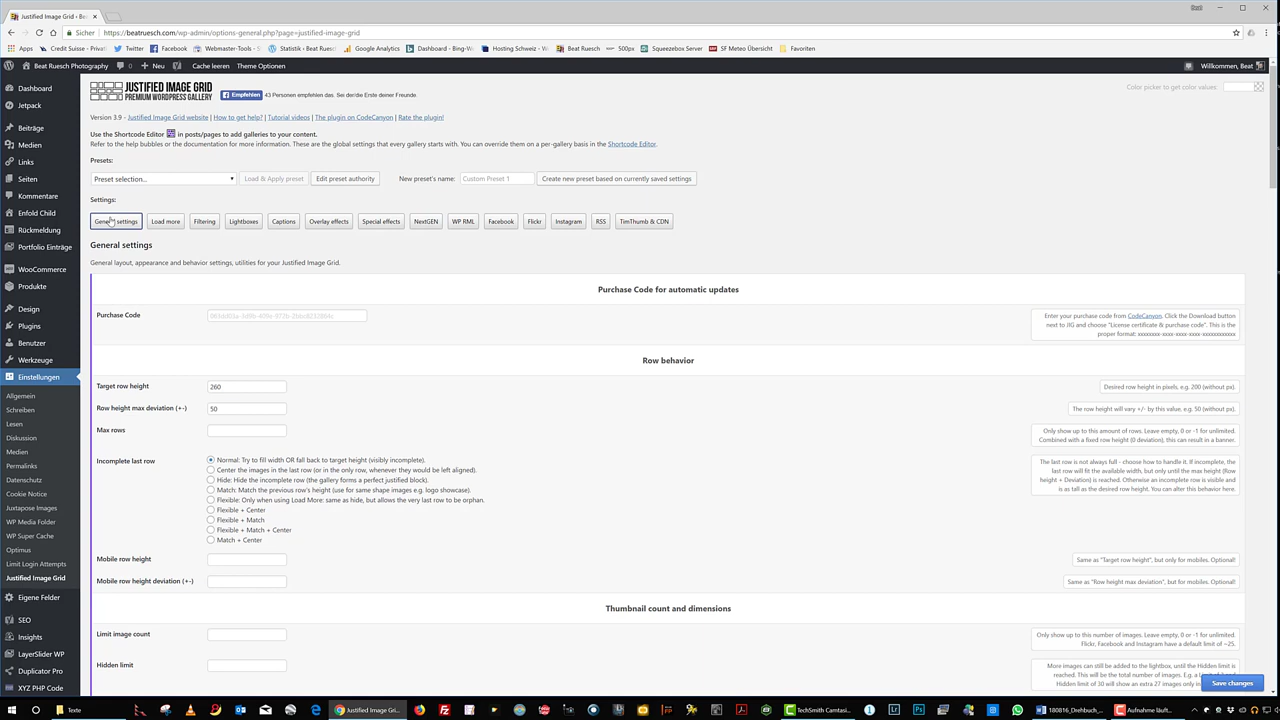 Justified Image Grid ‹ Be
Beat
Sicher
https://beatruesch.com/wp-admin/options-general.php?page=justified-image-grid
Apps
Credit Suisse - Privat
Twitter
Facebook
Webmaster-Tools - S
Statistik ‹ Beat Rues
Google Analytics
Dashboard - Bing-W
Hosting Schweiz - W
Beat Ruesch
500px
Squeezebox Server
SF Meteo Übersicht
Favoriten
Beat Ruesch Photography
0
Neu
Cache leeren
Theme Optionen
Willkommen, Beat
Dashboard
Jetpack
Beiträge
Medien
Links
Seiten
Kommentare
Enfold Child
Rückmeldung
Portfolio Einträge
WooCommerce
Produkte
Design
Plugins
Benutzer
Werkzeuge
Einstellungen
Allgemein
Schreiben
Lesen
Diskussion
Medien
Permalinks
Datenschutz
Cookie Notice
Juxtapose Images
WP Media Folder
WP Super Cache
Optimus
Limit Login Attempts
Justified Image Grid
Eigene Felder
SEO
Insights
LayerSlider WP
Duplicator Pro
XYZ PHP Code
JUSTIFIED IMAGE GRID
PREMIUM WORDPRESS GALLERY
Empfehlen
43 Personen empfehlen das. Sei der/die Erste deiner Freunde.
Color picker to get color values:
Version 3.9 - Justified Image Grid website | How to get help? | Tutorial videos | The plugin on CodeCanyon | Rate the plugin!
Use the Shortcode Editor in posts/pages to add galleries to your content.
Refer to the help bubbles or the documentation for more information. These are the global settings that every gallery starts with. You can override them on a per-gallery basis in the Shortcode Editor.
Presets:
Preset selection...
Load & Apply preset
Edit preset authority
New preset's name:
Custom Preset 1
Create new preset based on currently saved settings
Settings:
General settings
Load more
Filtering
Lightboxes
Captions
Overlay effects
Special effects
NextGEN
WP RML
Facebook
Flickr
Instagram
RSS
TimThumb & CDN
General settings
General layout, appearance and behavior settings, utilities for your Justified Image Grid.
Purchase Code for automatic updates
Purchase Code
Enter your purchase code from CodeCanyon. Click the Download button
next to JIG and choose "License certificate & purchase code". This is the
proper format: xxxxxxxx-xxxx-xxxx-xxxx-xxxxxxxxxxxx
Row behavior
Target row height
260
Desired row height in pixels, e.g. 200 (without px).
Row height max deviation (+-)
50
The row height will vary +/- by this value, e.g. 50 (without px).
Max rows
Only show up to this amount of rows. Leave empty, 0 or -1 for unlimited.
Combined with a fixed row height (0 deviation), this can result in a banner.
Incomplete last row
Normal: Try to fill width OR fall back to target height (visibly incomplete).
Center the images in the last row (or in the only row, whenever they would be left aligned).
Hide: Hide the incomplete row (the gallery forms a perfect justified block).
Match: Match the previous row's height (use for same shape images e.g. logo showcase).
Flexible: Only when using Load More: same as hide, but allows the very last row to be orphan.
Flexible + Center
Flexible + Match
Flexible + Match + Center
Match + Center
The last row is not always full - choose how to handle it. If incomplete, the
last row will fit the available width, but only until the max height (Row
height + Deviation) is reached. Otherwise an incomplete row is visible and
is as tall as the desired row height. You can alter this behavior here.
Mobile row height
Same as "Target row height", but only for mobiles. Optional!
Mobile row height deviation (+-)
Same as "Row height max deviation", but for mobiles. Optional!
Thumbnail count and dimensions
Limit image count
Only show up to this number of images. Leave empty, 0 or -1 for unlimited.
Flickr, Facebook and Instagram have a default limit of ~25.
Hidden limit
More images can still be added to the lightbox, until the Hidden limit is
reached. This will be the total number of images. E.g. a Limit
Hidden limit of 30 will show an extra 27 images only in
Save changes
Texte
Justified Image Gri...
TechSmith Camtasi...
180816_Drehbuch_...
Aufnahme läuft...